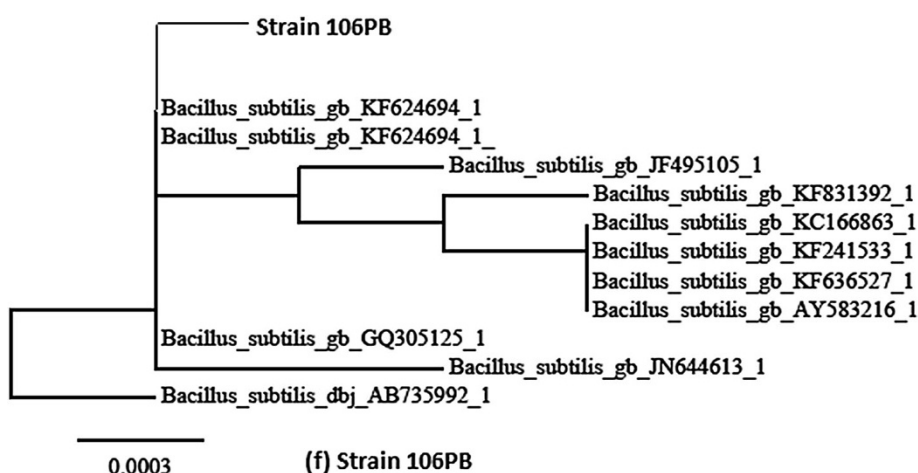 Strain 106PB
Bacillus_subtilis_gb_KF624694_1
Bacillus_subtilis_gb_KF624694_1_
Bacillus_subtilis_gb_JF495105_1
Bacillus_subtilis_gb_KF831392_1
Bacillus_subtilis_gb_KC166863_1
Bacillus_subtilis_gb_KF241533_1
Bacillus_subtilis_gb_KF636527_1
Bacillus_subtilis_gb_AY583216_1
Bacillus_subtilis_gb_GQ305125_1
Bacillus_subtilis_gb_JN644613_1
Bacillus_subtilis_dbj_AB735992_1
0.0003
(f) Strain 106PB